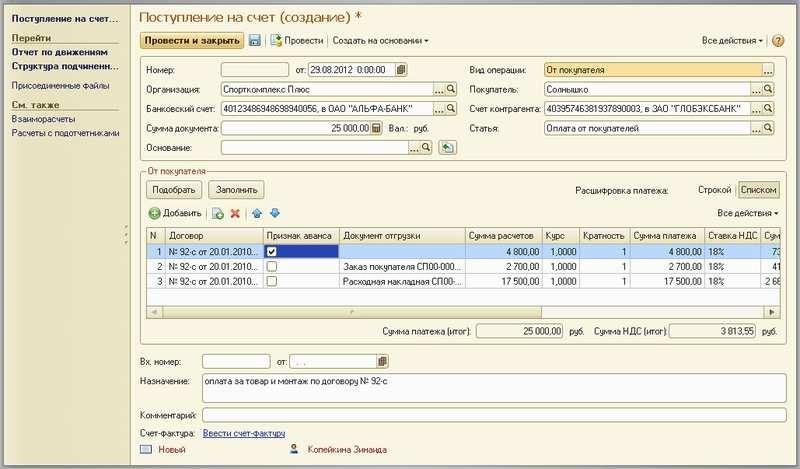 Поступление на счет...
Перейти
Отчет по движениям
Структура подчиненн...
Присоединенные файлы
См. также
Взаиморасчеты
Расчеты с подотчетниками
Поступление на счет (создание) *
Провести и закрыть Провести Создать на основании Все действия
Номер: от: 29.08.2012 0:00:00 Вид операции: От покупателя ...
Организация: Спорткомплекс Плюс ... Покупатель: Солнышко ...
Банковский счет: 40123486948698940056, в ОАО "АЛЬФА-БАНК" ... Счет контрагента: 40395746381937890003, в ЗАО "ГЛОБЭКСБАНК" ...
Сумма документа: 25 000,00 Вал.: руб. Статья: Оплата от покупателей ...
Основание: ...
От покупателя
Подобрать Заполнить Расшифровка платежа: Строкой Списком
Добавить Все действия
N Договор Признак аванса Документ отгрузки Сумма расчетов Курс Кратность Сумма платежа Ставка НДС Сум
1 № 92-с от 20.01.2010... 4 800,00 1,0000 1 4 800,00 18% 73
2 № 92-с от 20.01.2010... Заказ покупателя СП00-000... 2 700,00 1,0000 1 2 700,00 18% 41
3 № 92-с от 20.01.2010... Расходная накладная СП00-... 17 500,00 1,0000 1 17 500,00 18% 2 66
Сумма платежа (итог): 25 000,00 руб. Сумма НДС (итог): 3 813,55 руб.
Вх. номер: от: . .
Назначение: оплата за товар и монтаж по договору № 92-с
Комментарий:
Счет-фактура: Ввести счет-фактуру
Новый Копейкина Зинаида